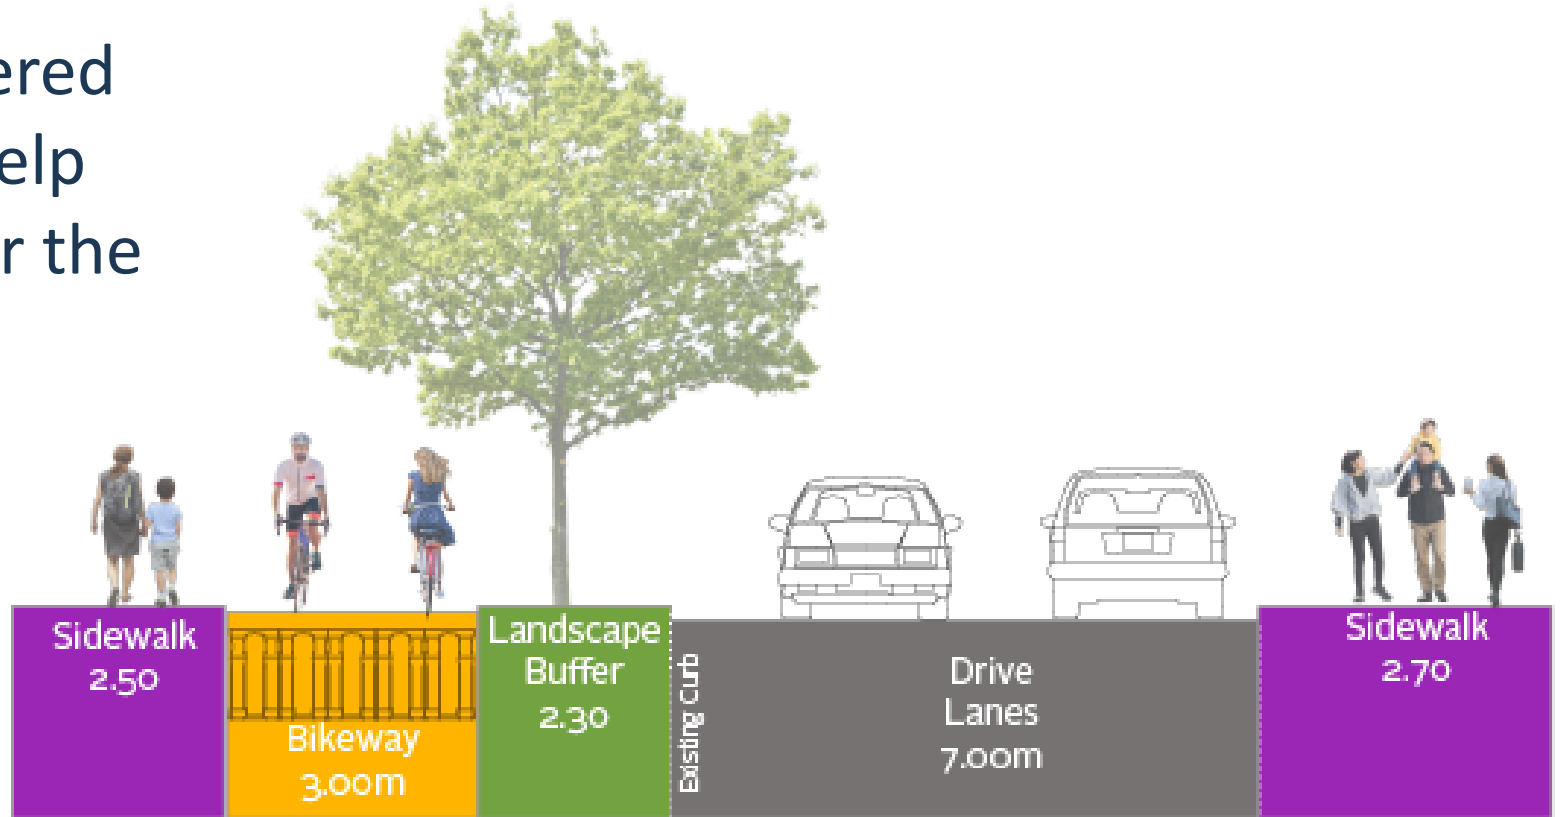 ered
elp
r the
Sidewalk
2.50
Bikeway
3.00m
Landscape
Buffer
2.30
Existing Curb
Drive
Lanes
7.00m
Sidewalk
2.70